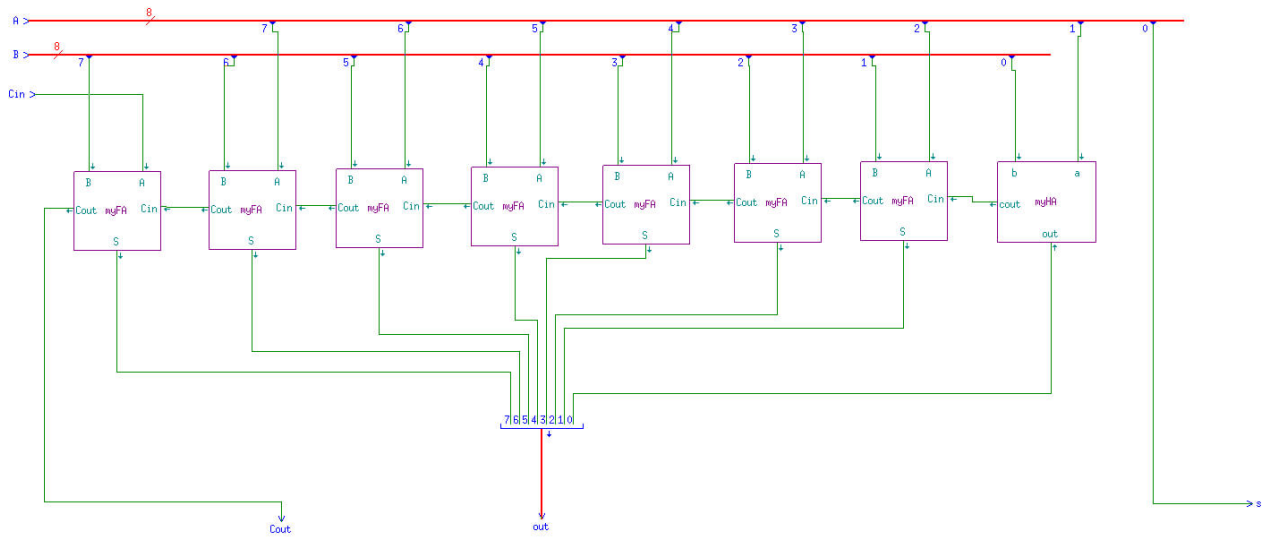 8
A
7 6 5 4 3 2 1 0
8
B
7 6 5 4 3 2 1 0
Cin
B A B A B A B A B A B A B A b a
Cout myFA Cin Cout myFA Cin Cout myFA Cin Cout myFA Cin Cout myFA Cin Cout myFA Cin Cout myFA Cin cout myHA
S S S S S S S out
7 6 5 4 3 2 1 0
s
Cout out